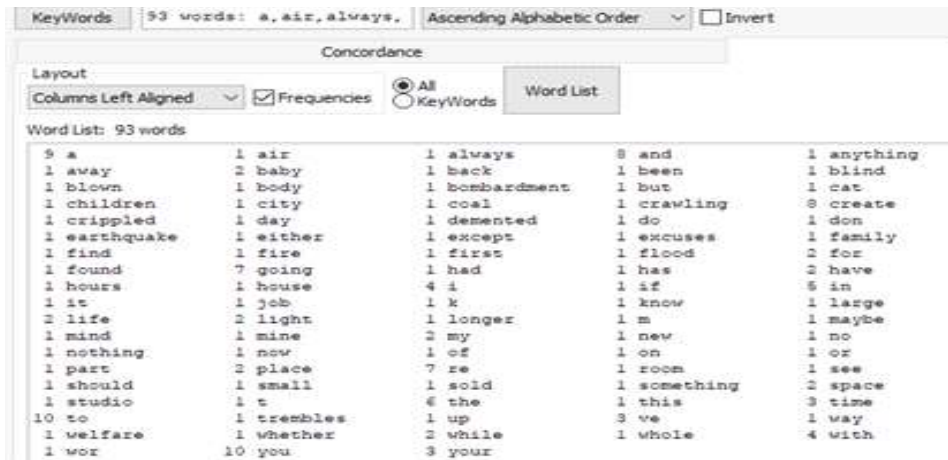 KeyWords 93 words: a,air,always, Ascending Alphabetic Order Invert
Concordance
Layout
Columns Left Aligned Frequencies All KeyWords Word List
Word List: 93 words
9 a 1 air 1 always 8 and 1 anything
1 away 2 baby 1 back 1 been 1 blind
1 blown 1 body 1 bombardment 1 but 1 cat
1 children 1 city 1 coal 1 crawling 8 create
1 crippled 1 day 1 demented 1 do 1 don
1 earthquake 1 either 1 except 1 excuses 1 family
1 find 1 fire 1 first 1 flood 2 for
1 found 7 going 1 had 1 has 2 have
1 hours 1 house 4 i 1 if 5 in
1 it 1 job 1 k 1 know 1 large
2 life 2 light 1 longer 1 m 1 maybe
1 mind 1 mine 2 my 1 new 1 no
1 nothing 1 now 1 of 1 on 1 or
1 part 2 place 7 re 1 room 1 see
1 should 1 small 1 sold 1 something 2 space
1 studio 1 t 6 the 1 this 3 time
10 to 1 trembles 1 up 3 ve 1 way
1 welfare 1 whether 2 while 1 whole 4 with
1 wor 10 you 3 your